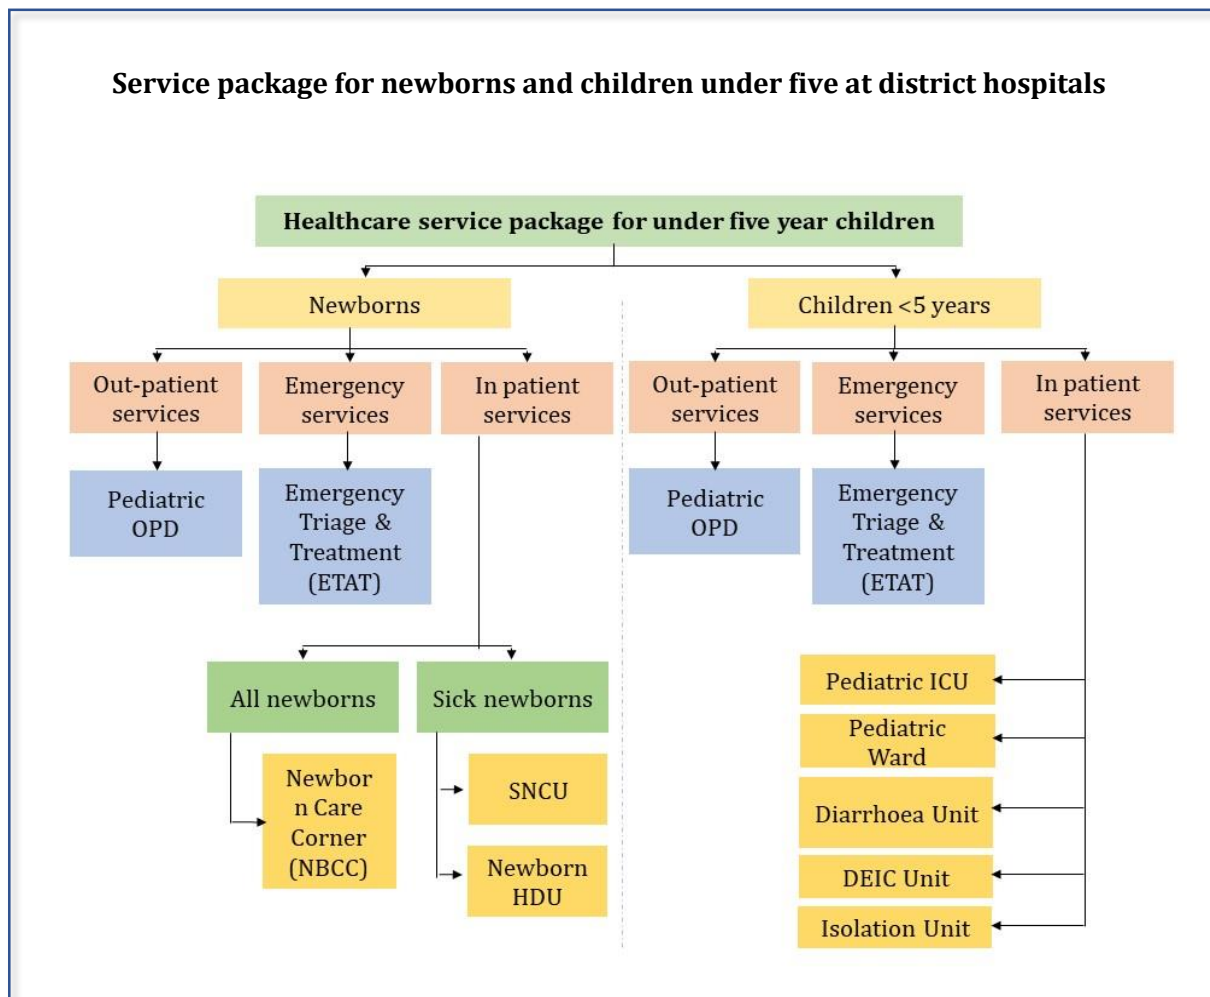 Service package for newborns and children under five at district hospitals
Healthcare service package for under five year children
Newborns
Children <5 years
Out-patient
services
Emergency
services
In patient
services
Out-patient
services
Emergency
services
In patient
services
Pediatric
OPD
Emergency
Triage &
Treatment
(ETAT)
Pediatric
OPD
Emergency
Triage &
Treatment
(ETAT)
All newborns
Sick newborns
Newbor
n Care
Corner
(NBCC)
SNCU
Newborn
HDU
Pediatric ICU
Pediatric
Ward
Diarrhoea Unit
DEIC Unit
Isolation Unit